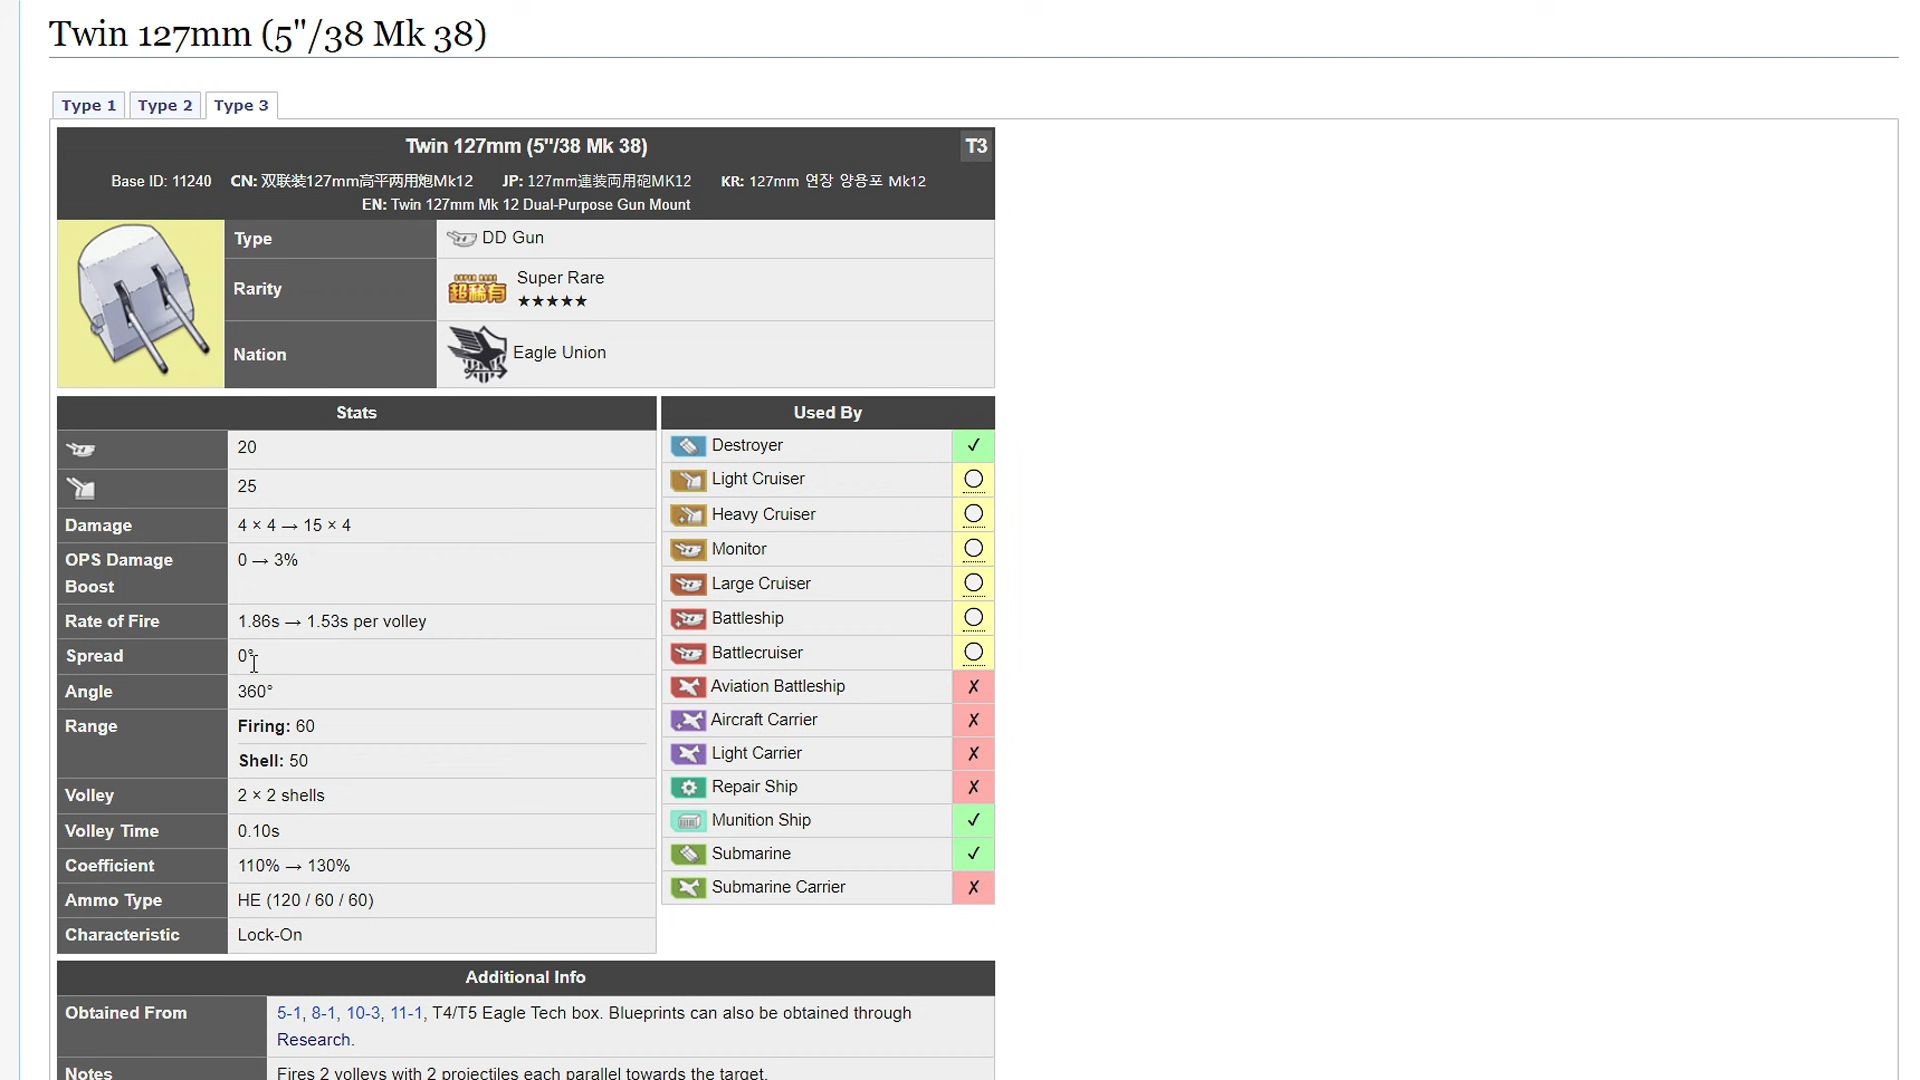 Twin 127mm (5"/38 Mk 38)
Type 1 Type 2 Type 3
Twin 127mm (5"/38 Mk 38) T3
Base ID: 11240 CN: 双联装127mm高平两用炮Mk12 JP: 127mm連装両用砲MK12 KR: 127mm 연장 양용포 Mk12
EN: Twin 127mm Mk 12 Dual-Purpose Gun Mount
Type DD Gun
Rarity SUPER RARE 超稀有 Super Rare
★★★★★
Nation Eagle Union
Stats
20
25
Damage 4 × 4 → 15 × 4
OPS Damage Boost 0 → 3%
Rate of Fire 1.86s → 1.53s per volley
Spread 0°
Angle 360°
Range Firing: 60
Shell: 50
Volley 2 × 2 shells
Volley Time 0.10s
Coefficient 110% → 130%
Ammo Type HE (120 / 60 / 60)
Characteristic Lock-On
Used By
Destroyer ✓
Light Cruiser ◯
Heavy Cruiser ◯
Monitor ◯
Large Cruiser ◯
Battleship ◯
Battlecruiser ◯
Aviation Battleship ✗
Aircraft Carrier ✗
Light Carrier ✗
Repair Ship ✗
Munition Ship ✓
Submarine ✓
Submarine Carrier ✗
Additional Info
Obtained From 5-1, 8-1, 10-3, 11-1, T4/T5 Eagle Tech box. Blueprints can also be obtained through
Research.
Notes Fires 2 volleys with 2 projectiles each parallel towards the target.